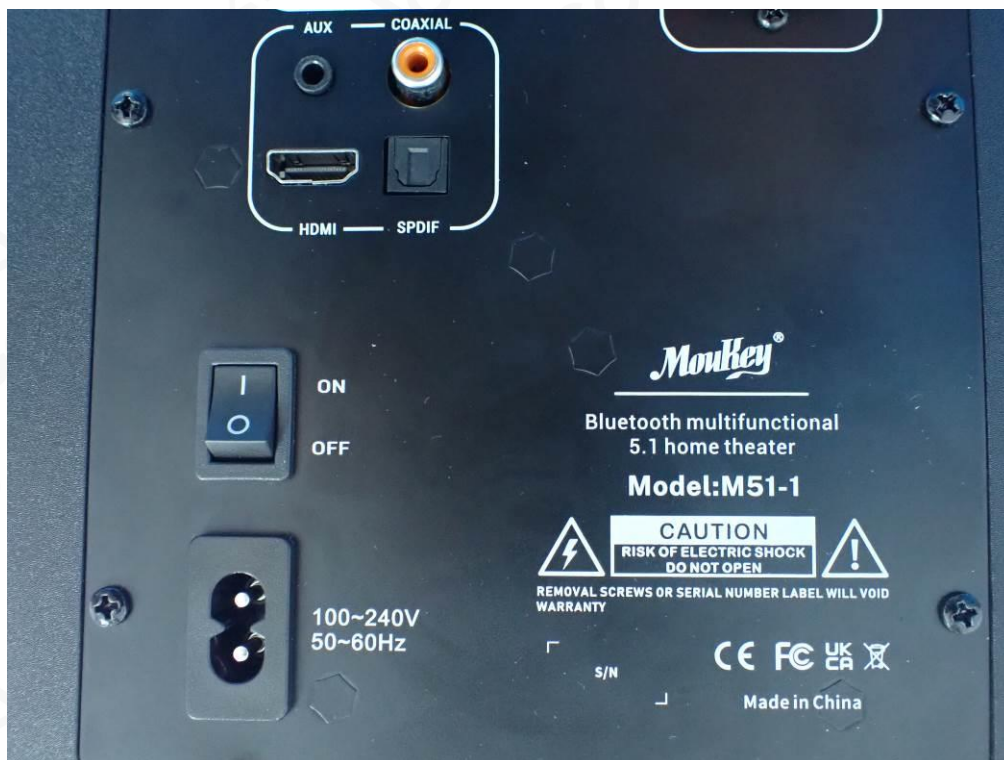 AUX COAXIAL
HDMI SPDIF
I
O
ON
OFF
100~240V
50~60Hz
MouKey®
Bluetooth multifunctional
5.1 home theater
Model:M51-1
CAUTION
RISK OF ELECTRIC SHOCK
DO NOT OPEN
REMOVAL SCREWS OR SERIAL NUMBER LABEL WILL VOID
WARRANTY
S/N
CE FC UK
CA
Made in China